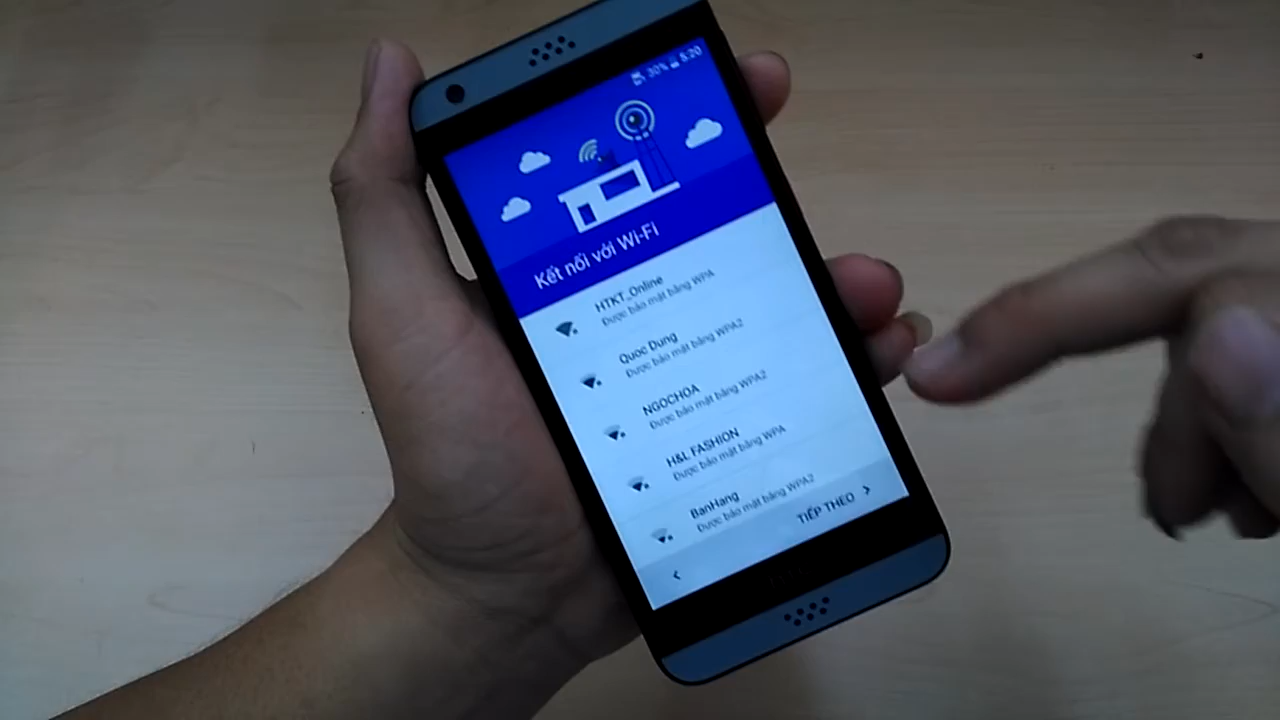 30% 5:20
Kết nối với Wi-Fi
HTKT_Online
Được bảo mật bằng WPA
Quoc Dung
Được bảo mật bằng WPA2
NGOCHOA
Được bảo mật bằng WPA2
H&L FASHION
Được bảo mật bằng WPA
BanHang
Được bảo mật bằng WPA2
TIẾP THEO